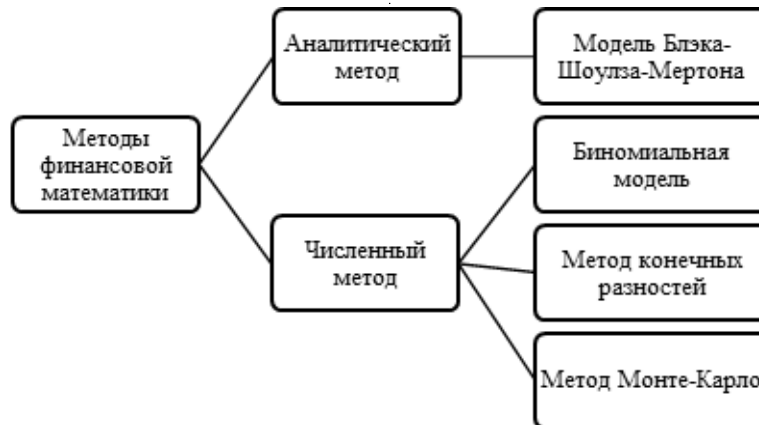 Методы
финансовой
математики
Аналитический
метод
Модель Блэка-
Шоулза-Мертона
Численный
метод
Биномиальная
модель
Метод конечных
разностей
Метод Монте-Карло